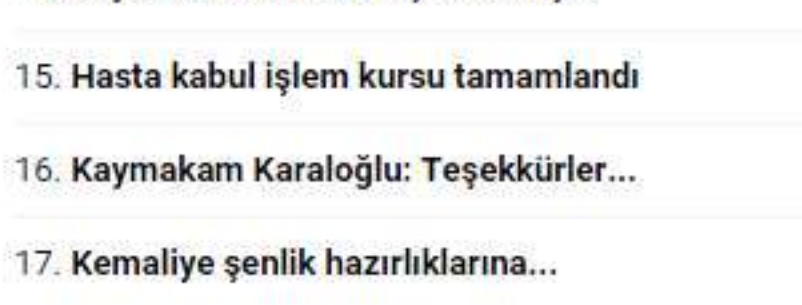 15. Hasta kabul işlem kursu tamamlandı
16. Kaymakam Karaloğlu: Teşekkürler...
17. Kemaliye şenlik hazırlıklarına...